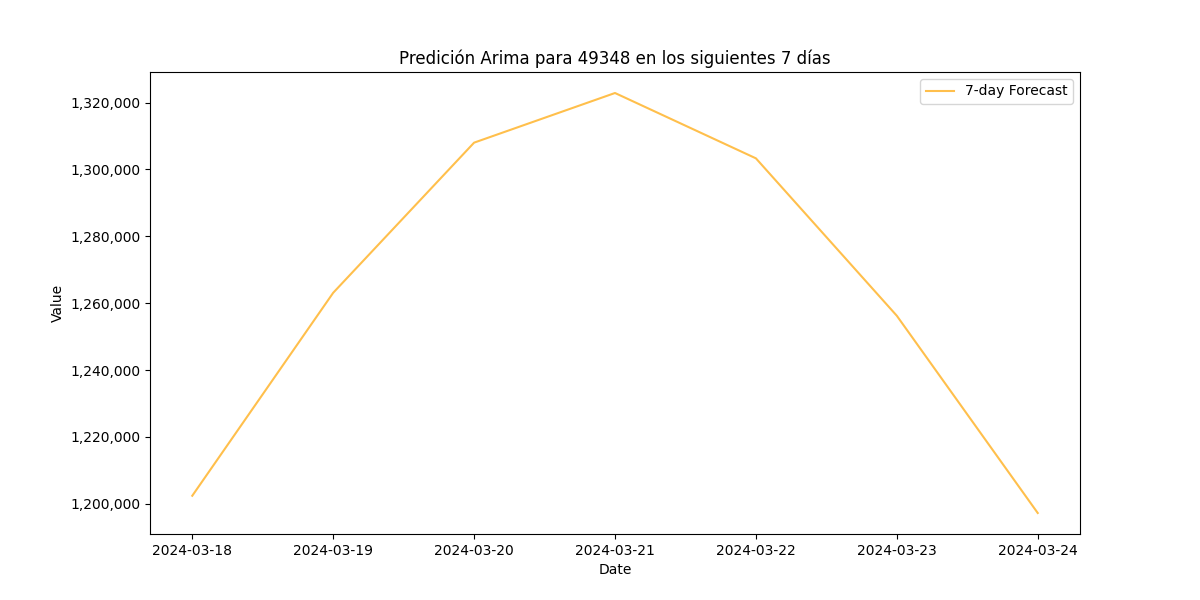 Predición Arima para 49348 en los siguientes 7 días
7-day Forecast
1,320,000
1,300,000
1,280,000
1,260,000
1,240,000
1,220,000
1,200,000
Value
2024-03-18 2024-03-19 2024-03-20 2024-03-21 2024-03-22 2024-03-23 2024-03-24
Date